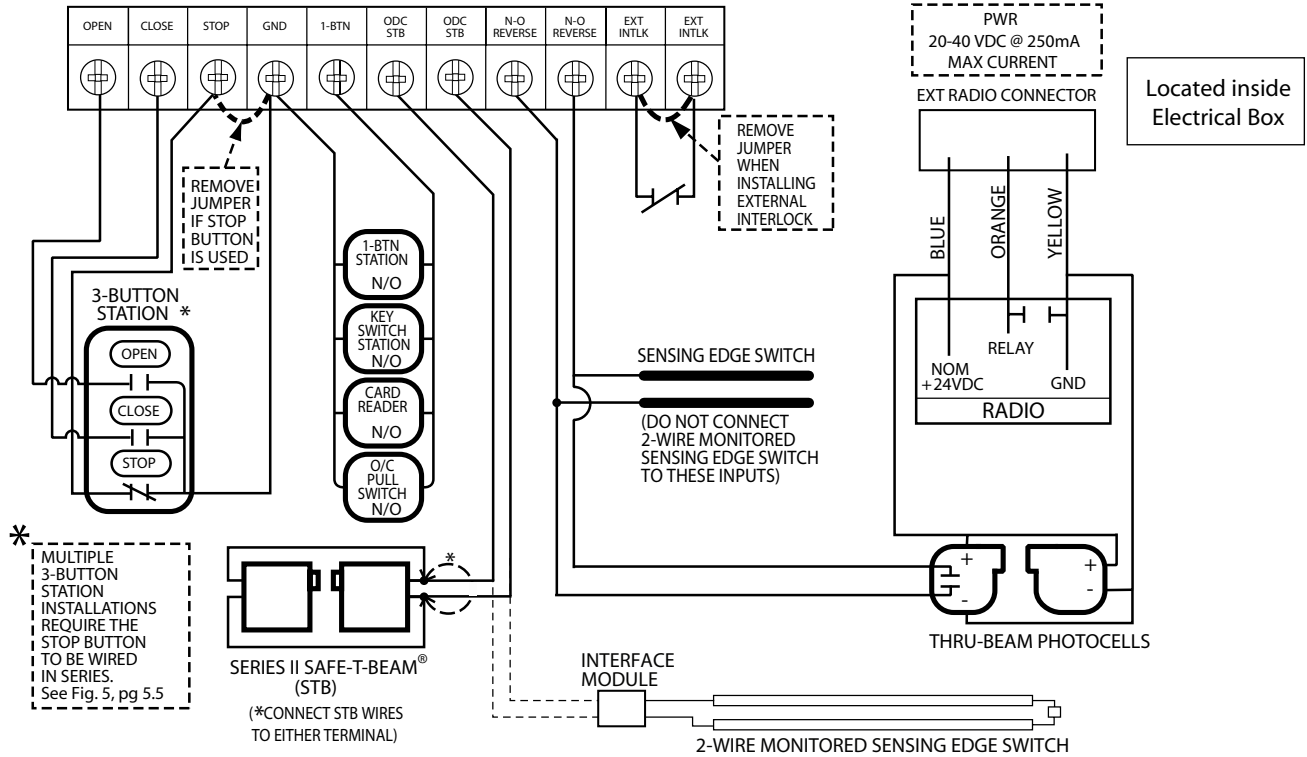 OPEN CLOSE STOP GND 1-BTN ODC STB ODC STB N-O REVERSE N-O REVERSE EXT INTLK EXT INTLK
PWR
20-40 VDC @ 250mA
MAX CURRENT
EXT RADIO CONNECTOR
Located inside
Electrical Box
REMOVE
JUMPER
IF STOP
BUTTON
IS USED
REMOVE
JUMPER
WHEN
INSTALLING
EXTERNAL
INTERLOCK
BLUE
ORANGE
YELLOW
3-BUTTON
STATION *
OPEN
CLOSE
STOP
1-BTN
STATION
N/O
KEY
SWITCH
STATION
N/O
CARD
READER
N/O
O/C
PULL
SWITCH
N/O
SENSING EDGE SWITCH
(DO NOT CONNECT
2-WIRE MONITORED
SENSING EDGE SWITCH
TO THESE INPUTS)
RELAY
NOM
+24VDC
GND
RADIO
*
MULTIPLE
3-BUTTON
STATION
INSTALLATIONS
REQUIRE THE
STOP BUTTON
TO BE WIRED
IN SERIES.
See Fig. 5, pg 5.5
*
SERIES II SAFE-T-BEAM®
(STB)
(*CONNECT STB WIRES
TO EITHER TERMINAL)
+
-
+
-
THRU-BEAM PHOTOCELLS
INTERFACE
MODULE
2-WIRE MONITORED SENSING EDGE SWITCH